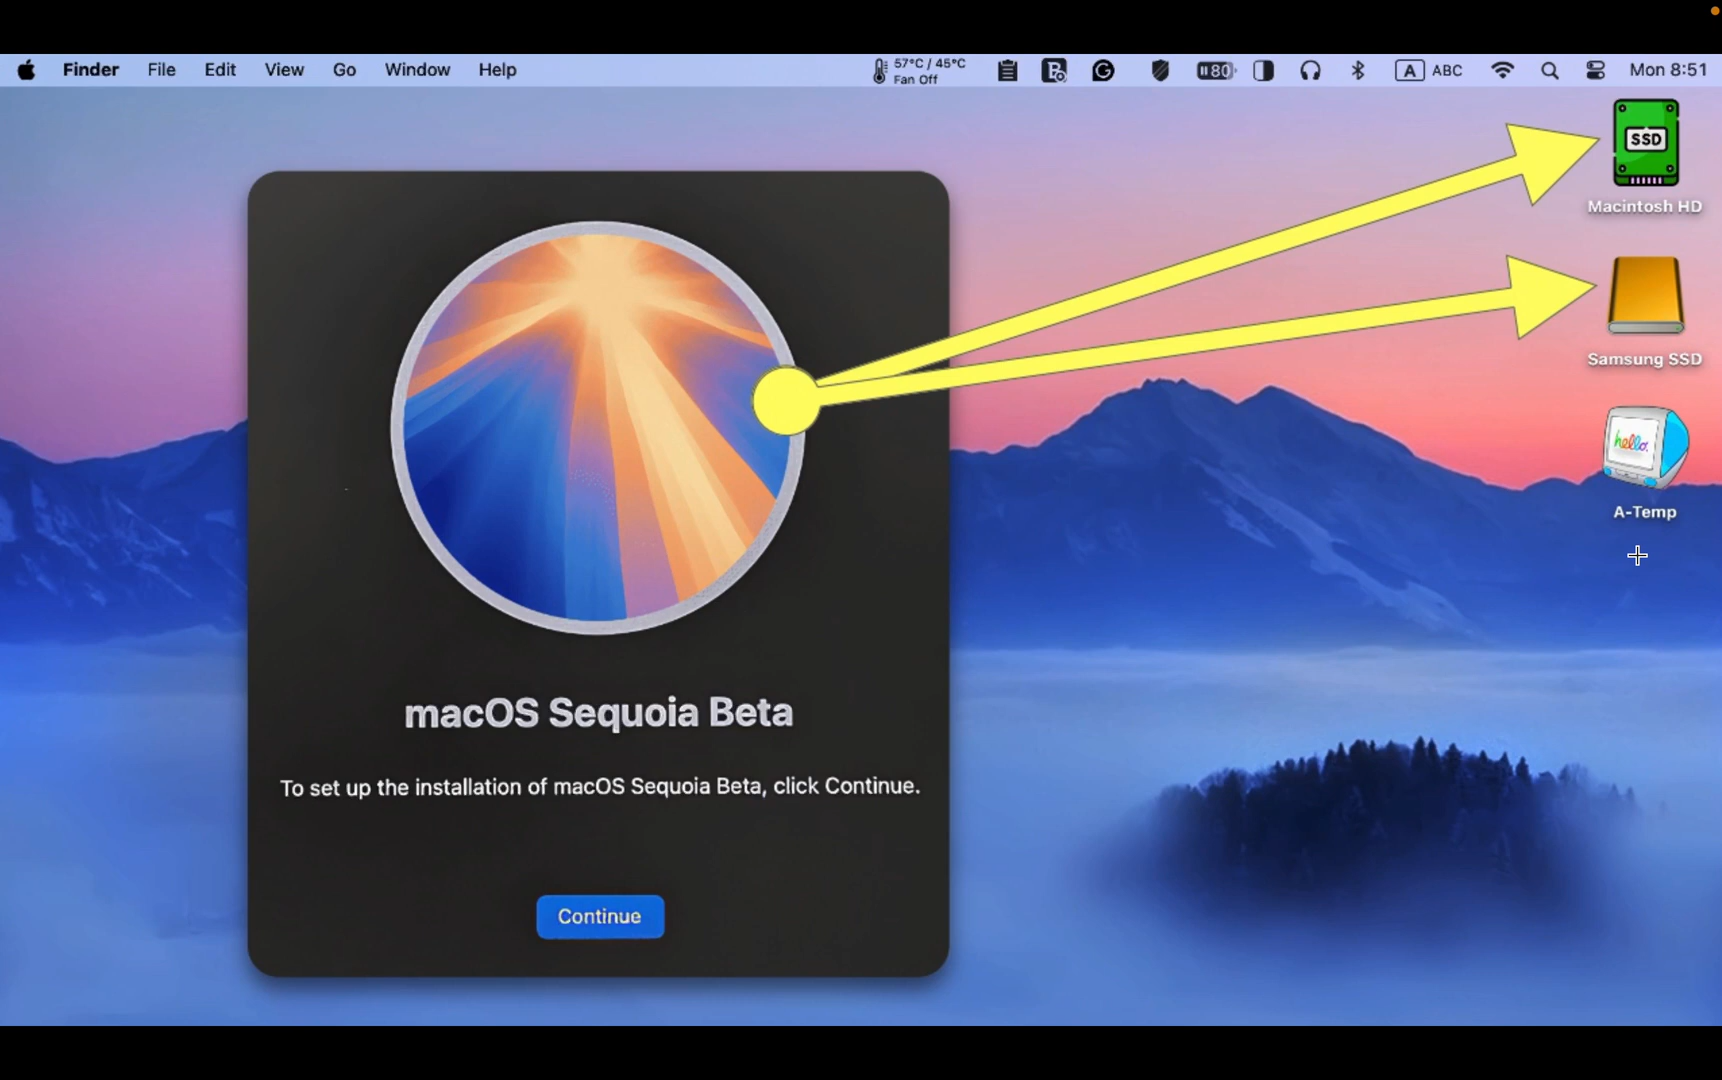 Finder File Edit View Go Window Help 57°C / 45°C 80 A ABC Mon 8:51
Fan Off
SSD
Macintosh HD
Samsung SSD
hello.
A-Temp
macOS Sequoia Beta
To set up the installation of macOS Sequoia Beta, click Continue.
Continue